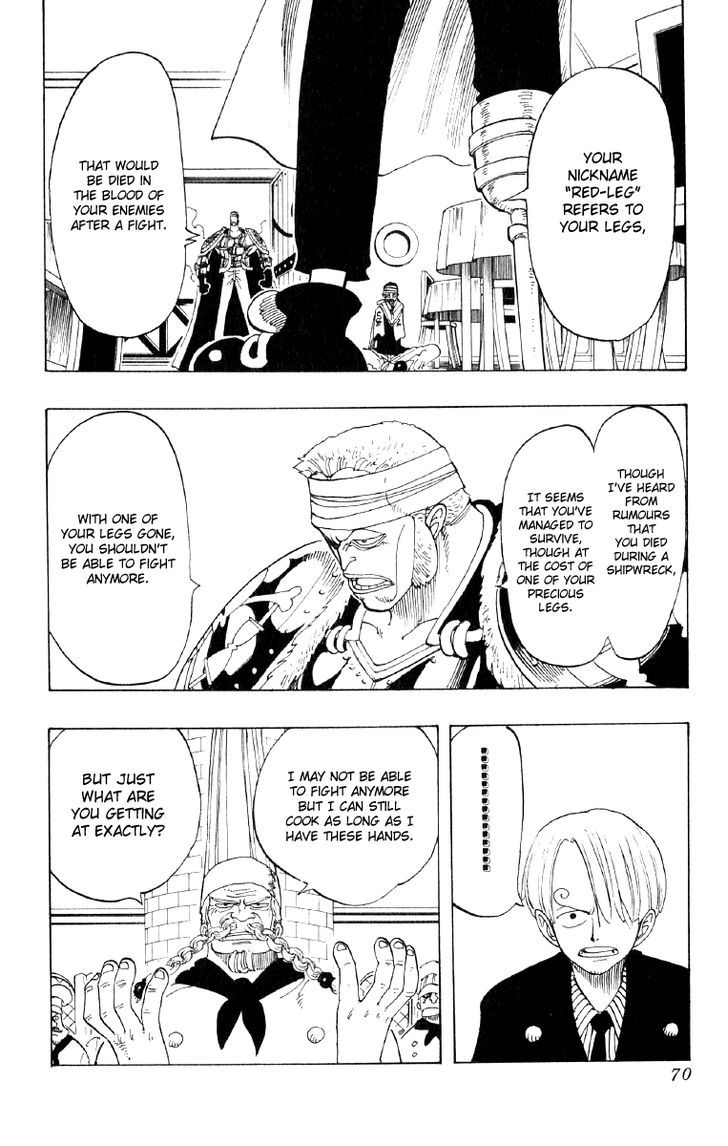 YOUR
NICKNAME
"RED-LEG"
REFERS TO
YOUR LEGS,
THAT WOULD
BE DIED IN
THE BLOOD OF
YOUR ENEMIES
AFTER A FIGHT.
THOUGH
I'VE HEARD
FROM
RUMOURS
THAT
YOU DIED
DURING A
SHIPWRECK,
IT SEEMS
THAT YOU'VE
MANAGED TO
SURVIVE,
THOUGH AT
THE COST OF
ONE OF YOUR
PRECIOUS
LEGS.
WITH ONE OF
YOUR LEGS GONE,
YOU SHOULDN'T
BE ABLE TO FIGHT
ANYMORE.
...............
I MAY NOT BE ABLE
TO FIGHT ANYMORE
BUT I CAN STILL
COOK AS LONG AS I
HAVE THESE HANDS.
BUT JUST
WHAT ARE
YOU GETTING
AT EXACTLY?
70